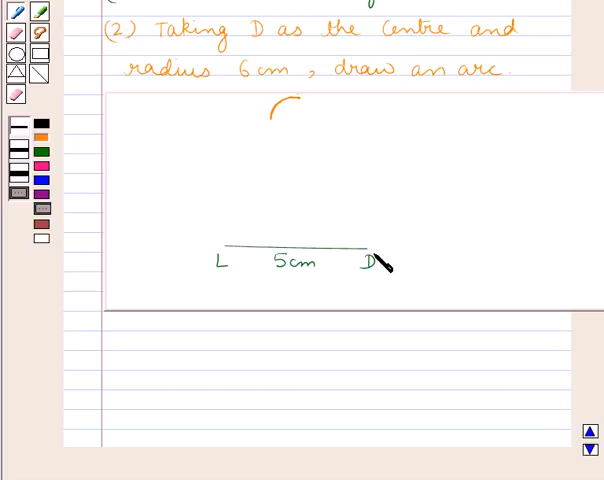 (2) Taking D as the Centre and
radius 6 cm , draw an arc.
L 5cm D